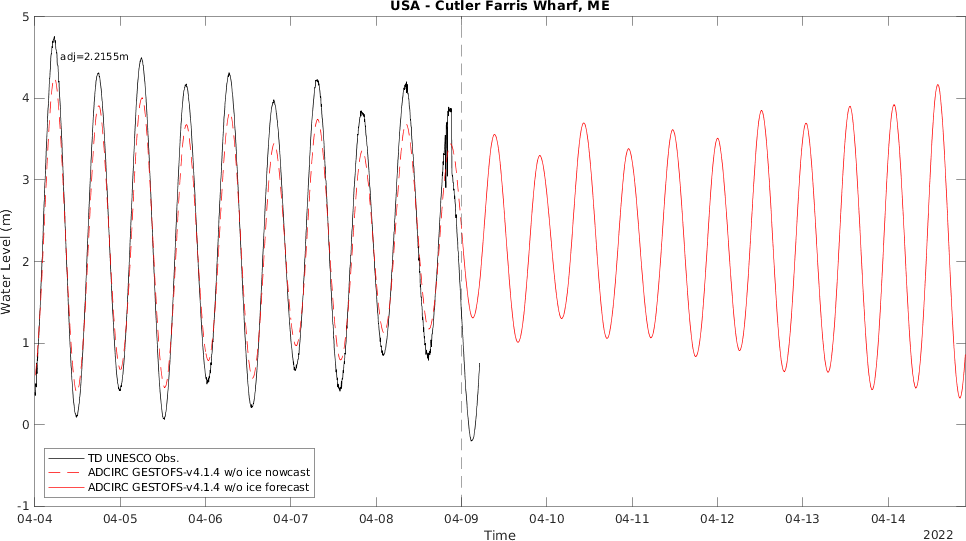 USA - Cutler Farris Wharf, ME
5
adj=2.2155m
4
3
2
1
0
-1
Water Level (m)
TD UNESCO Obs.
ADCIRC GESTOFS-v4.1.4 w/o ice nowcast
ADCIRC GESTOFS-v4.1.4 w/o ice forecast
04-04 04-05 04-06 04-07 04-08 04-09 04-10 04-11 04-12 04-13 04-14
Time
2022